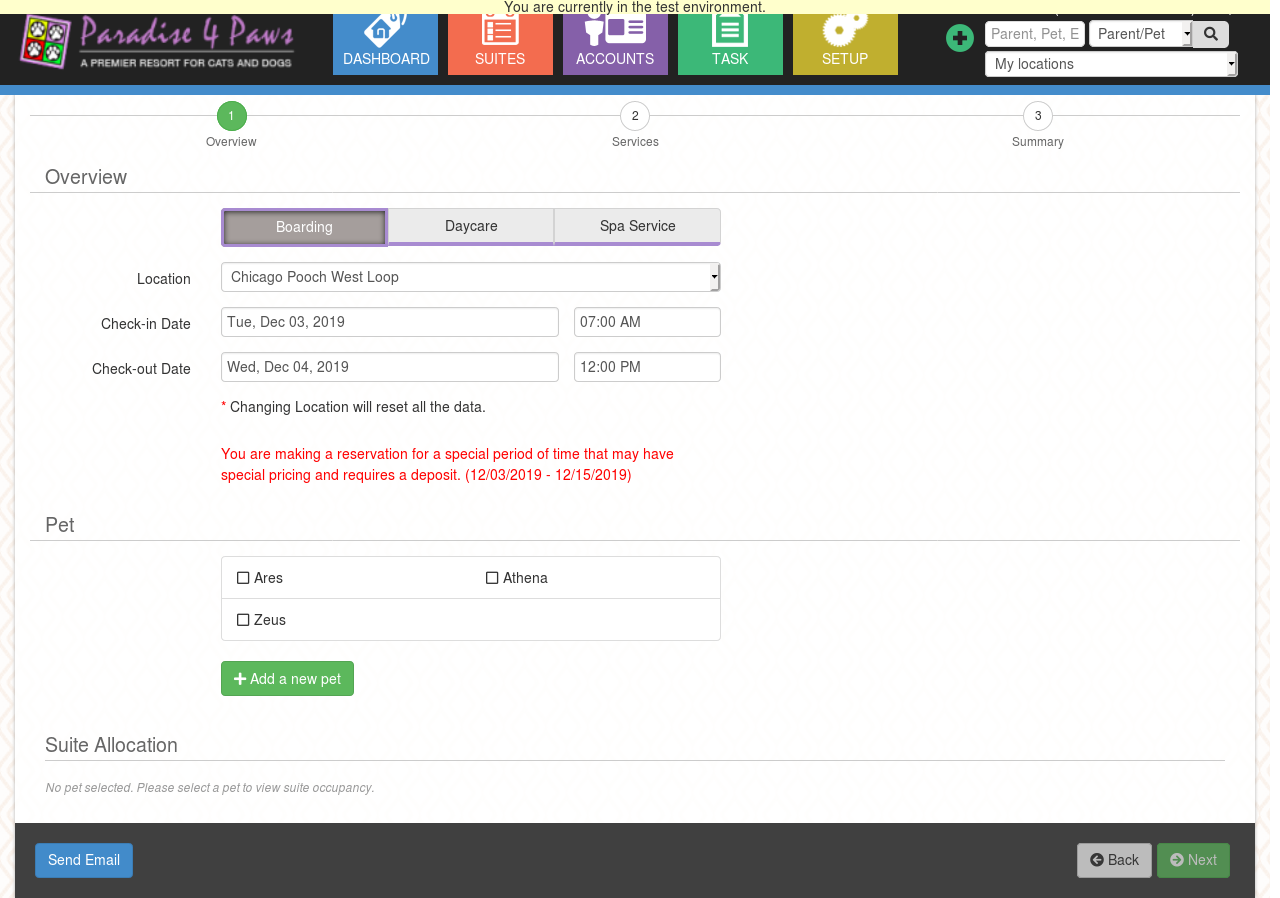 You are currently in the test environment.
Paradise 4 Paws
A PREMIER RESORT FOR CATS AND DOGS
DASHBOARD
SUITES
ACCOUNTS
TASK
SETUP
Parent, Pet, E
Parent/Pet
My locations
1
2
3
Overview
Services
Summary
Overview
Boarding
Daycare
Spa Service
Location
Chicago Pooch West Loop
Check-in Date
Tue, Dec 03, 2019
07:00 AM
Check-out Date
Wed, Dec 04, 2019
12:00 PM
* Changing Location will reset all the data.
You are making a reservation for a special period of time that may have
special pricing and requires a deposit. (12/03/2019 - 12/15/2019)
Pet
Ares
Athena
Zeus
Add a new pet
Suite Allocation
No pet selected. Please select a pet to view suite occupancy.
Send Email
Back
Next